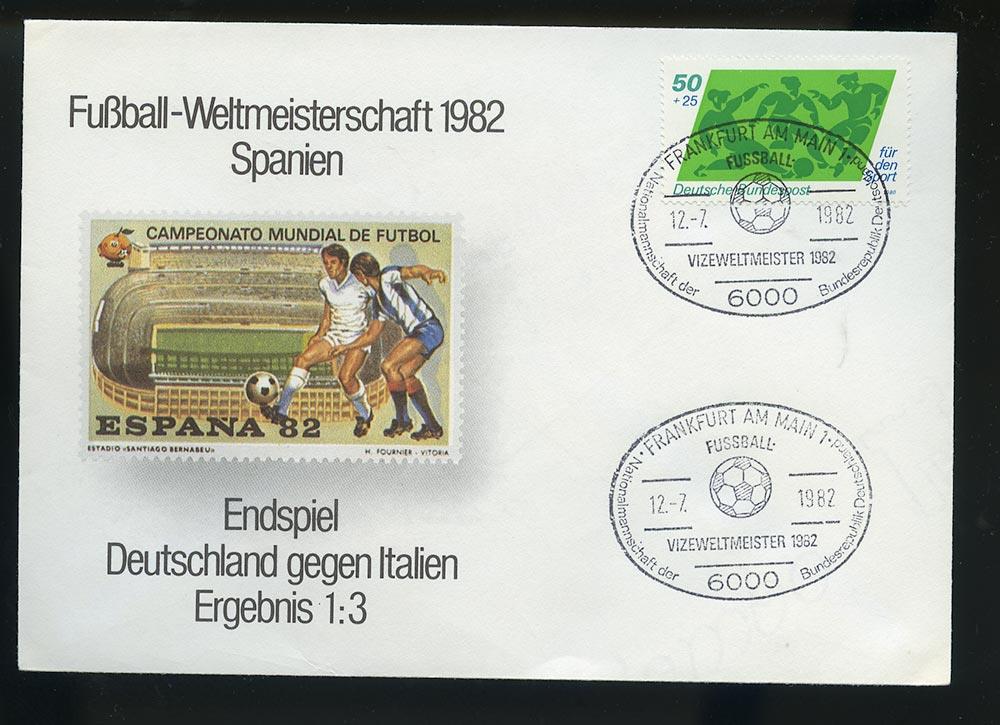 Fußball-Weltmeisterschaft 1982
Spanien
CAMPEONATO MUNDIAL DE FUTBOL
ESPANA 82
ESTADIO «SANTIAGO BERNABEU»
H. FOURNIER - VITORIA
Endspiel
Deutschland gegen Italien
Ergebnis 1:3
50
+ 25
für
den
Sport
Deutsche Bundespost
FRANKFURT AM MAIN 1
FUSSBALL-
Nationalmannschaft der Bundesrepublik Deutschland
12.-7. 1982
VIZEWELTMEISTER 1982
6000
FRANKFURT AM MAIN 1
FUSSBALL-
Nationalmannschaft der Bundesrepublik Deutschland
12.-7. 1982
VIZEWELTMEISTER 1982
6000